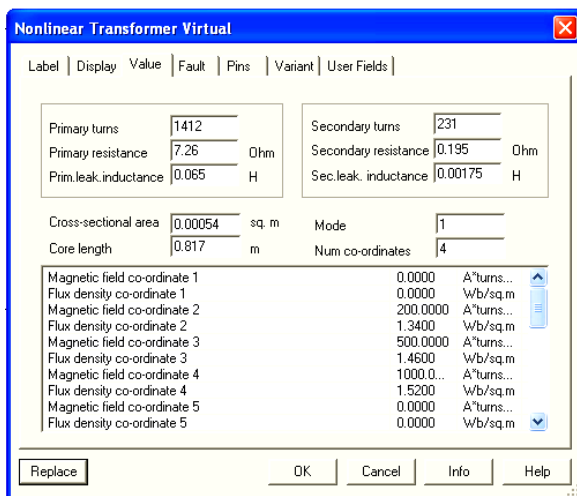 Nonlinear Transformer Virtual
Label Display Value Fault Pins Variant User Fields
Primary turns 1412
Primary resistance 7.26 Ohm
Prim.leak.inductance 0.065 H
Secondary turns 231
Secondary resistance 0.195 Ohm
Sec.leak. inductance 0.00175 H
Cross-sectional area 0.00054 sq. m
Core length 0.817 m
Mode 1
Num co-ordinates 4
Magnetic field co-ordinate 1 0.0000 A*turns...
Flux density co-ordinate 1 0.0000 Wb/sq.m
Magnetic field co-ordinate 2 200.0000 A*turns...
Flux density co-ordinate 2 1.3400 Wb/sq.m
Magnetic field co-ordinate 3 500.0000 A*turns...
Flux density co-ordinate 3 1.4600 Wb/sq.m
Magnetic field co-ordinate 4 1000.0... A*turns...
Flux density co-ordinate 4 1.5200 Wb/sq.m
Magnetic field co-ordinate 5 0.0000 A*turns...
Flux density co-ordinate 5 0.0000 Wb/sq.m
Replace OK Cancel Info Help